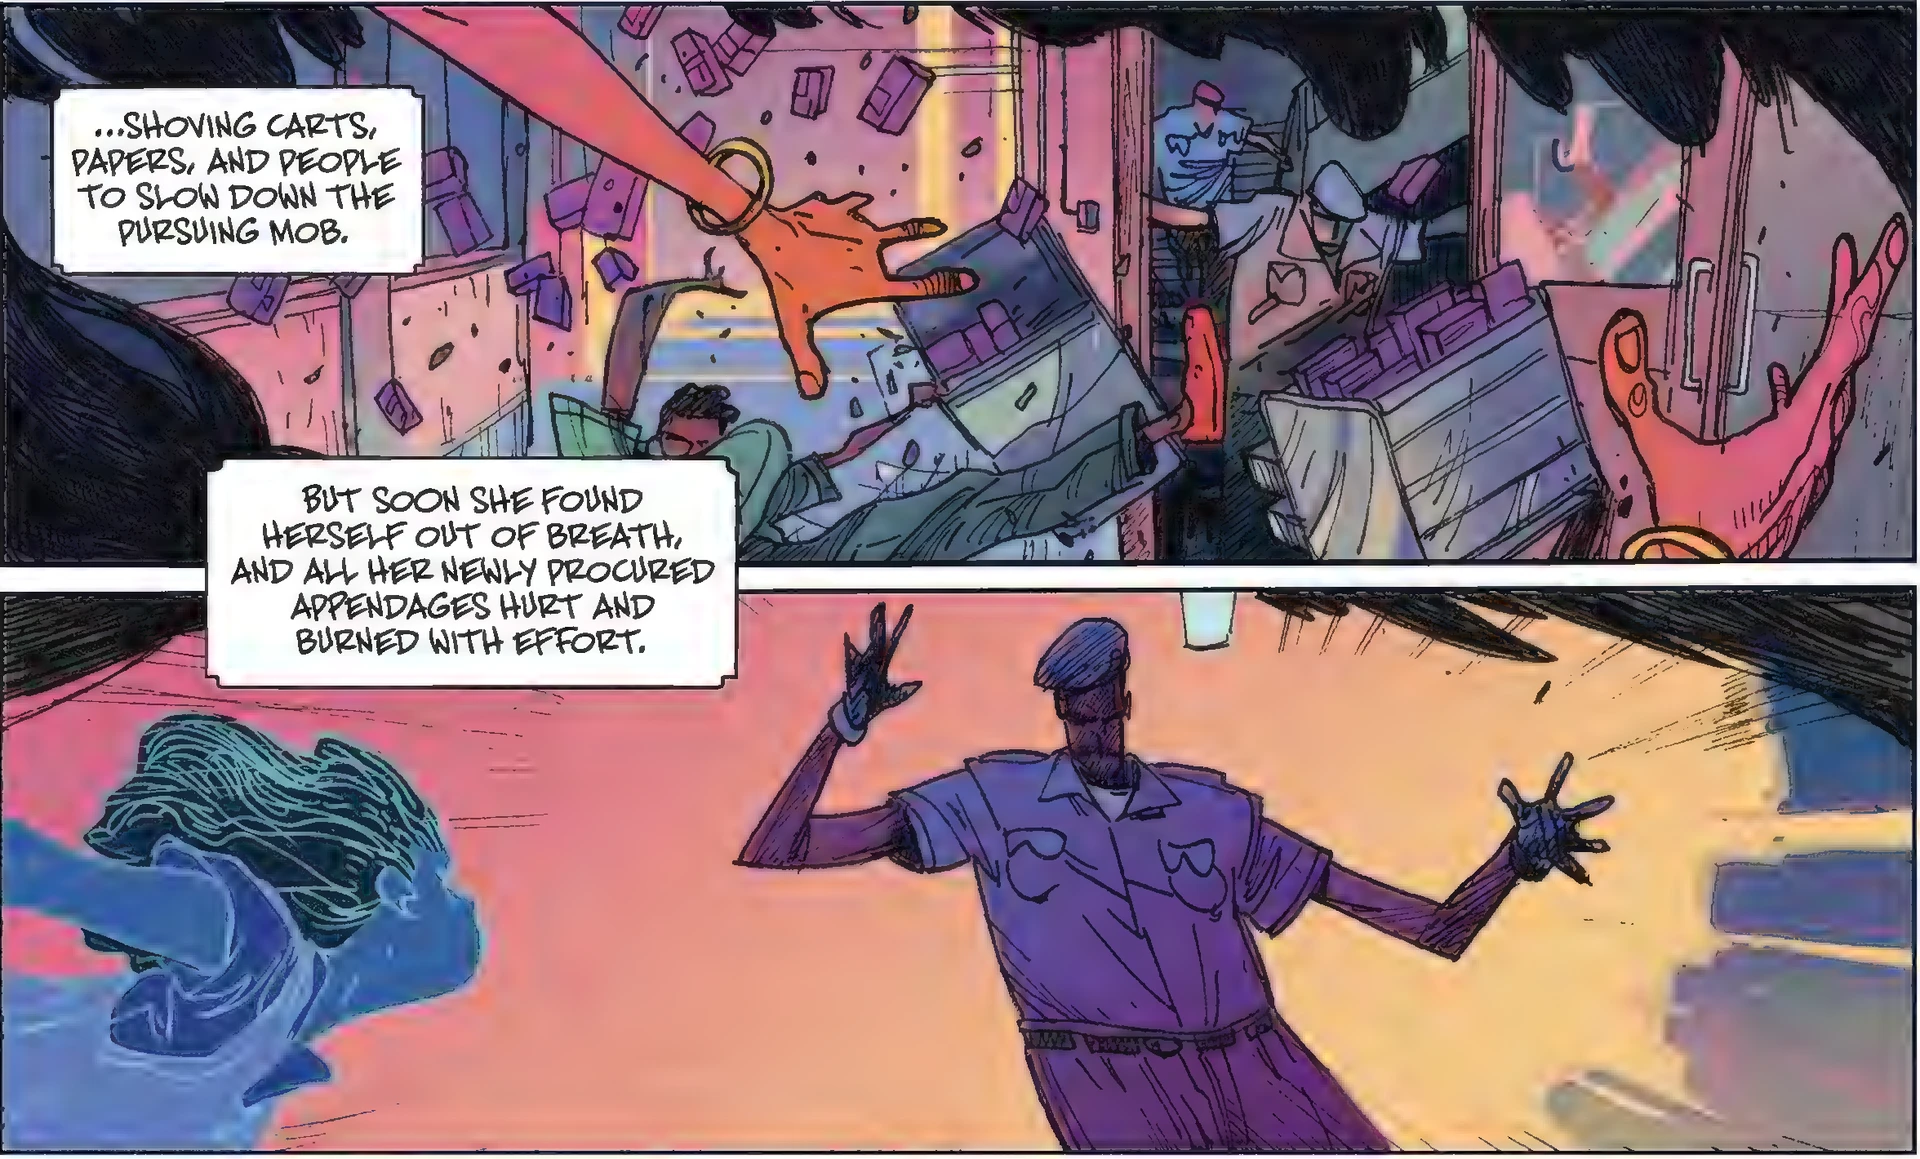 ...SHOVING CARTS,
PAPERS, AND PEOPLE
TO SLOW DOWN THE
PURSUING MOB.
BUT SOON SHE FOUND
HERSELF OUT OF BREATH,
AND ALL HER NEWLY PROCURED
APPENDAGES HURT AND
BURNED WITH EFFORT.